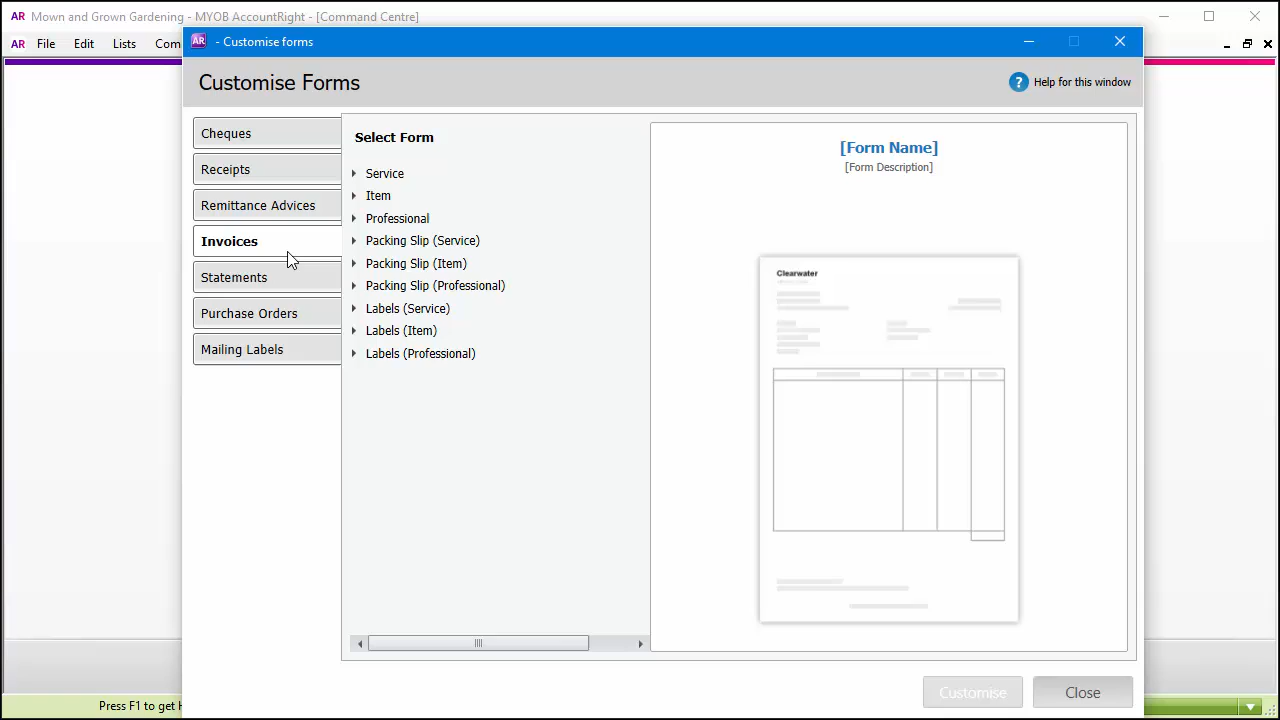 AR Mown and Grown Gardening - MYOB AccountRight - [Command Centre]
AR File Edit Lists Com
AR - Customise forms
Customise Forms
? Help for this window
Cheques
Receipts
Remittance Advices
Invoices
Statements
Purchase Orders
Mailing Labels
Select Form
Service
Item
Professional
Packing Slip (Service)
Packing Slip (Item)
Packing Slip (Professional)
Labels (Service)
Labels (Item)
Labels (Professional)
[Form Name]
[Form Description]
Clearwater
Customise Close
Press F1 to get H